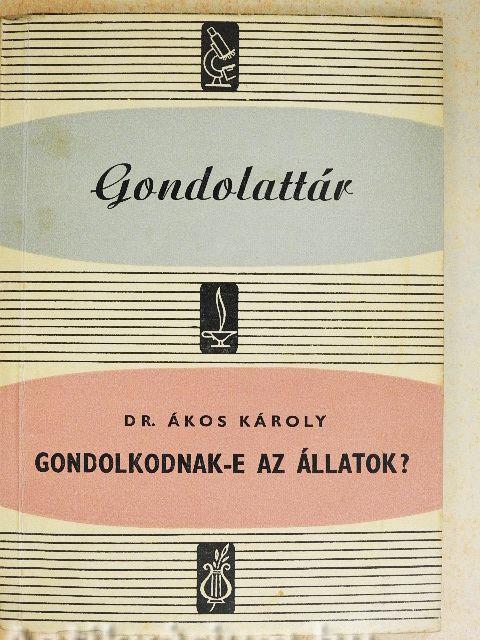 Gondolattár
DR. ÁKOS KÁROLY
GONDOLKODNAK-E AZ ÁLLATOK?